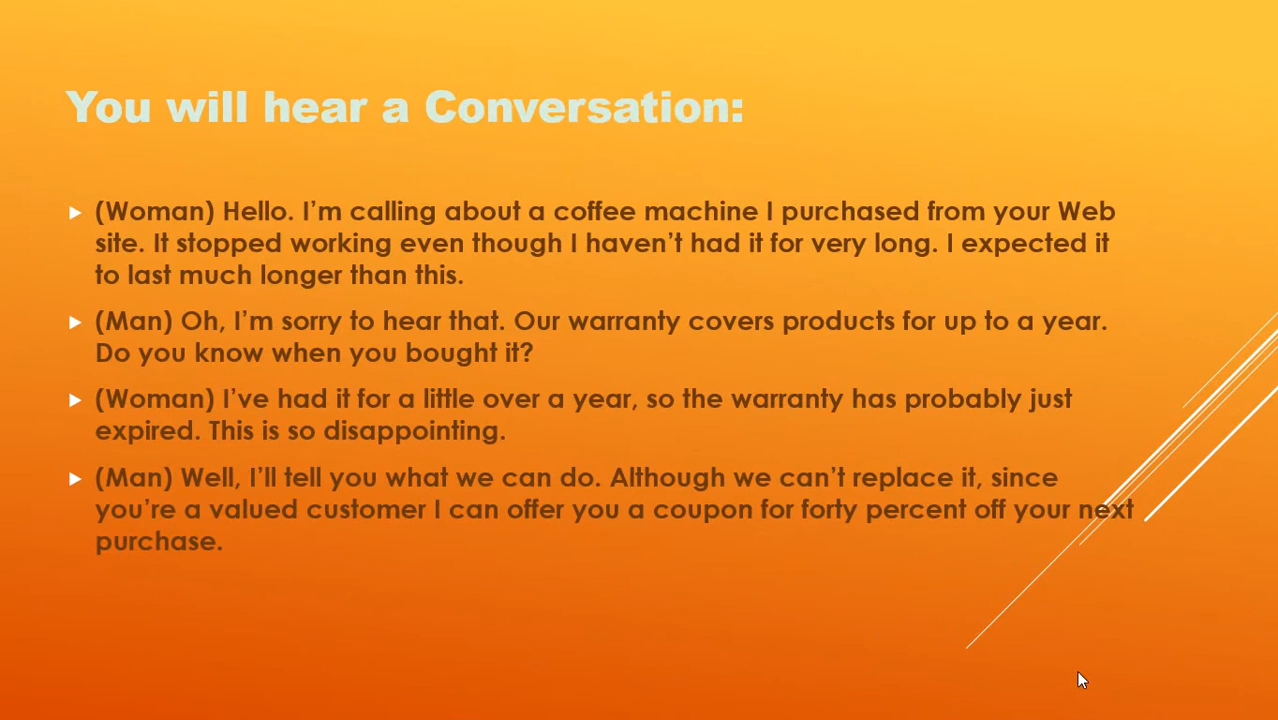 You will hear a Conversation:
(Woman) Hello. I’m calling about a coffee machine I purchased from your Web
site. It stopped working even though I haven’t had it for very long. I expected it
to last much longer than this.
(Man) Oh, I’m sorry to hear that. Our warranty covers products for up to a year.
Do you know when you bought it?
(Woman) I’ve had it for a little over a year, so the warranty has probably just
expired. This is so disappointing.
(Man) Well, I’ll tell you what we can do. Although we can’t replace it, since
you’re a valued customer I can offer you a coupon for forty percent off your next
purchase.